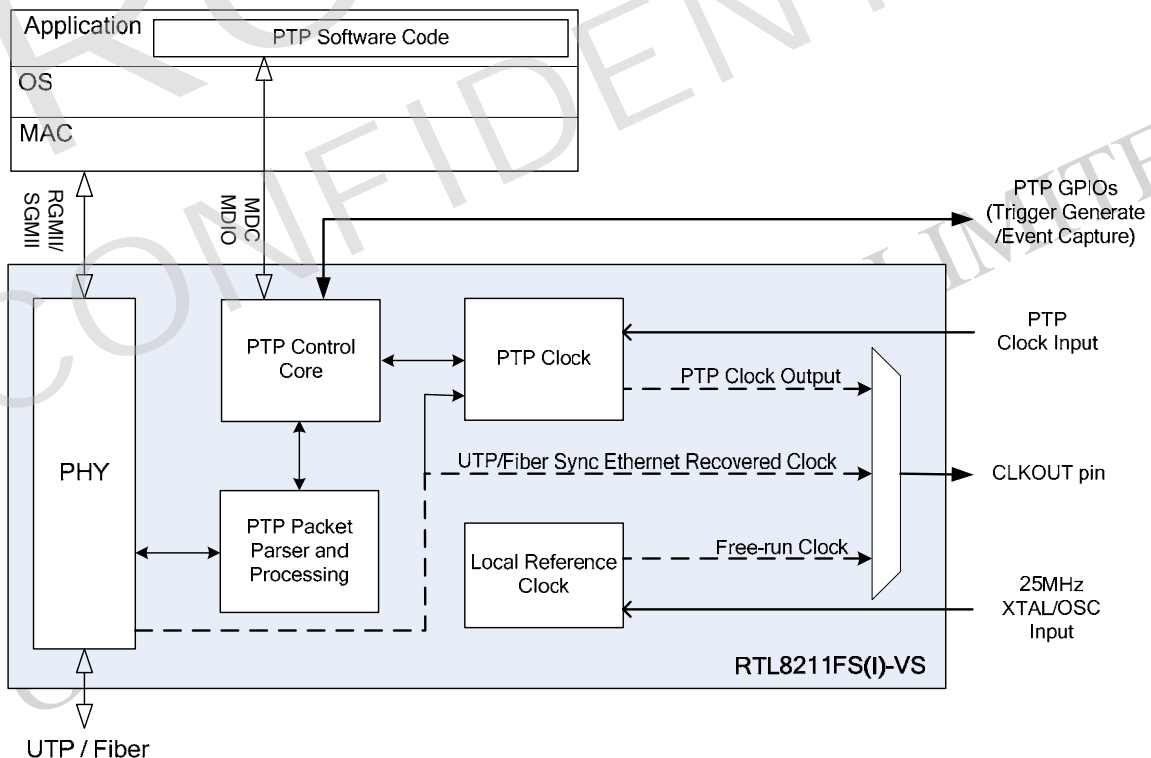 Application
PTP Software Code
OS
MAC
RGMII/
SGMII
MDC
MDIO
PTP GPIOs
(Trigger Generate
/Event Capture)
PHY
PTP Control
Core
PTP Clock
PTP
Clock Input
PTP Clock Output
UTP/Fiber Sync Ethernet Recovered Clock
CLKOUT pin
PTP Packet
Parser and
Processing
Local Reference
Clock
Free-run Clock
25MHz
XTAL/OSC
Input
RTL8211FS(I)-VS
UTP / Fiber
CONFIDENT
LIMITE